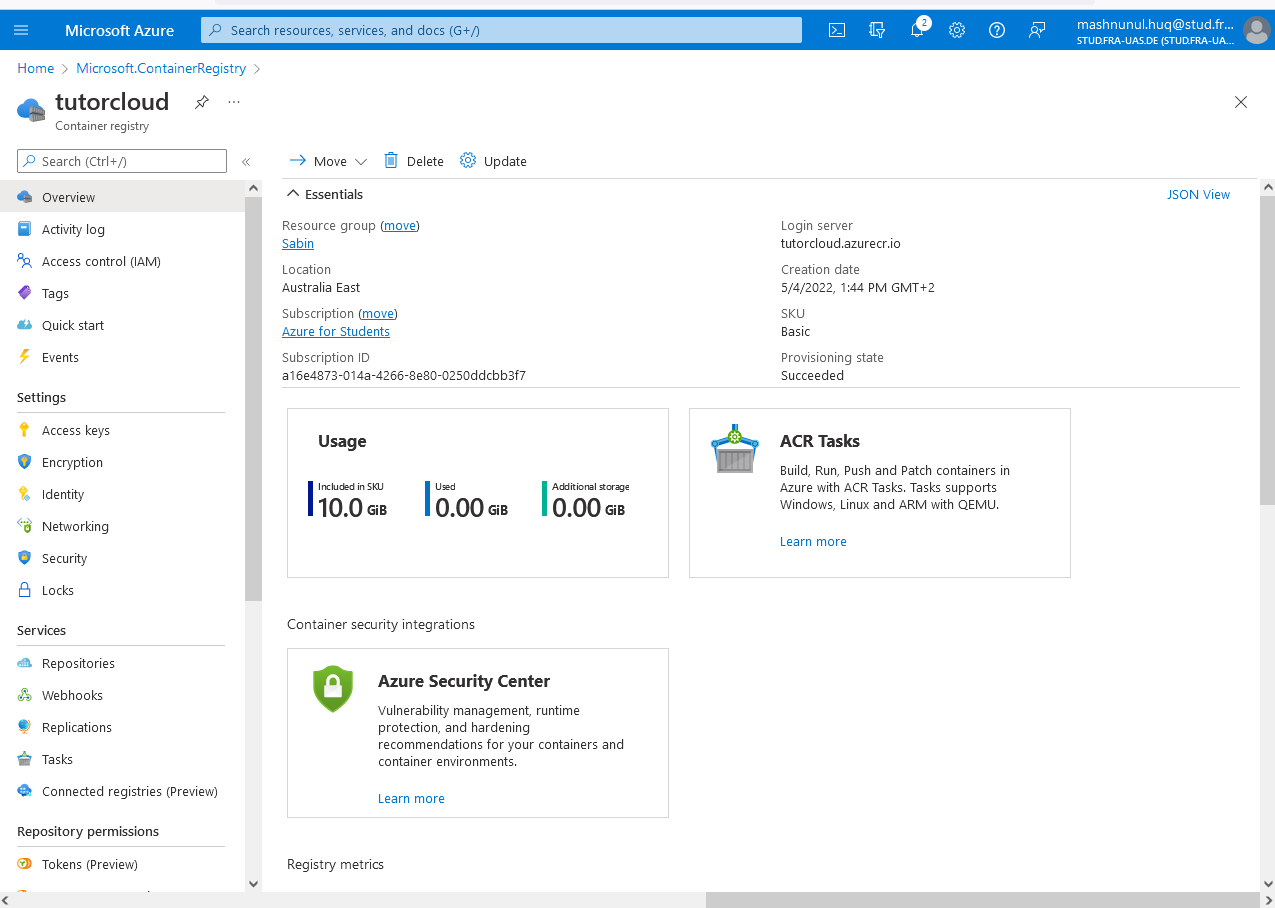 Microsoft Azure
Search resources, services, and docs (G+/)
2
mashnunul.huq@stud.fr...
STUD.FRA-UAS.DE (STUD.FRA-UA...
Home > Microsoft.ContainerRegistry >
tutorcloud
Container registry
Search (Ctrl+/)
Overview
Activity log
Access control (IAM)
Tags
Quick start
Events
Settings
Access keys
Encryption
Identity
Networking
Security
Locks
Services
Repositories
Webhooks
Replications
Tasks
Connected registries (Preview)
Repository permissions
Tokens (Preview)
Move
Delete
Update
Essentials
JSON View
Resource group (move)
Sabin
Location
Australia East
Subscription (move)
Azure for Students
Subscription ID
a16e4873-014a-4266-8e80-0250ddcbb3f7
Login server
tutorcloud.azurecr.io
Creation date
5/4/2022, 1:44 PM GMT+2
SKU
Basic
Provisioning state
Succeeded
Usage
Included in SKU
10.0 GiB
Used
0.00 GiB
Additional storage
0.00 GiB
ACR Tasks
Build, Run, Push and Patch containers in
Azure with ACR Tasks. Tasks supports
Windows, Linux and ARM with QEMU.
Learn more
Container security integrations
Azure Security Center
Vulnerability management, runtime
protection, and hardening
recommendations for your containers and
container environments.
Learn more
Registry metrics